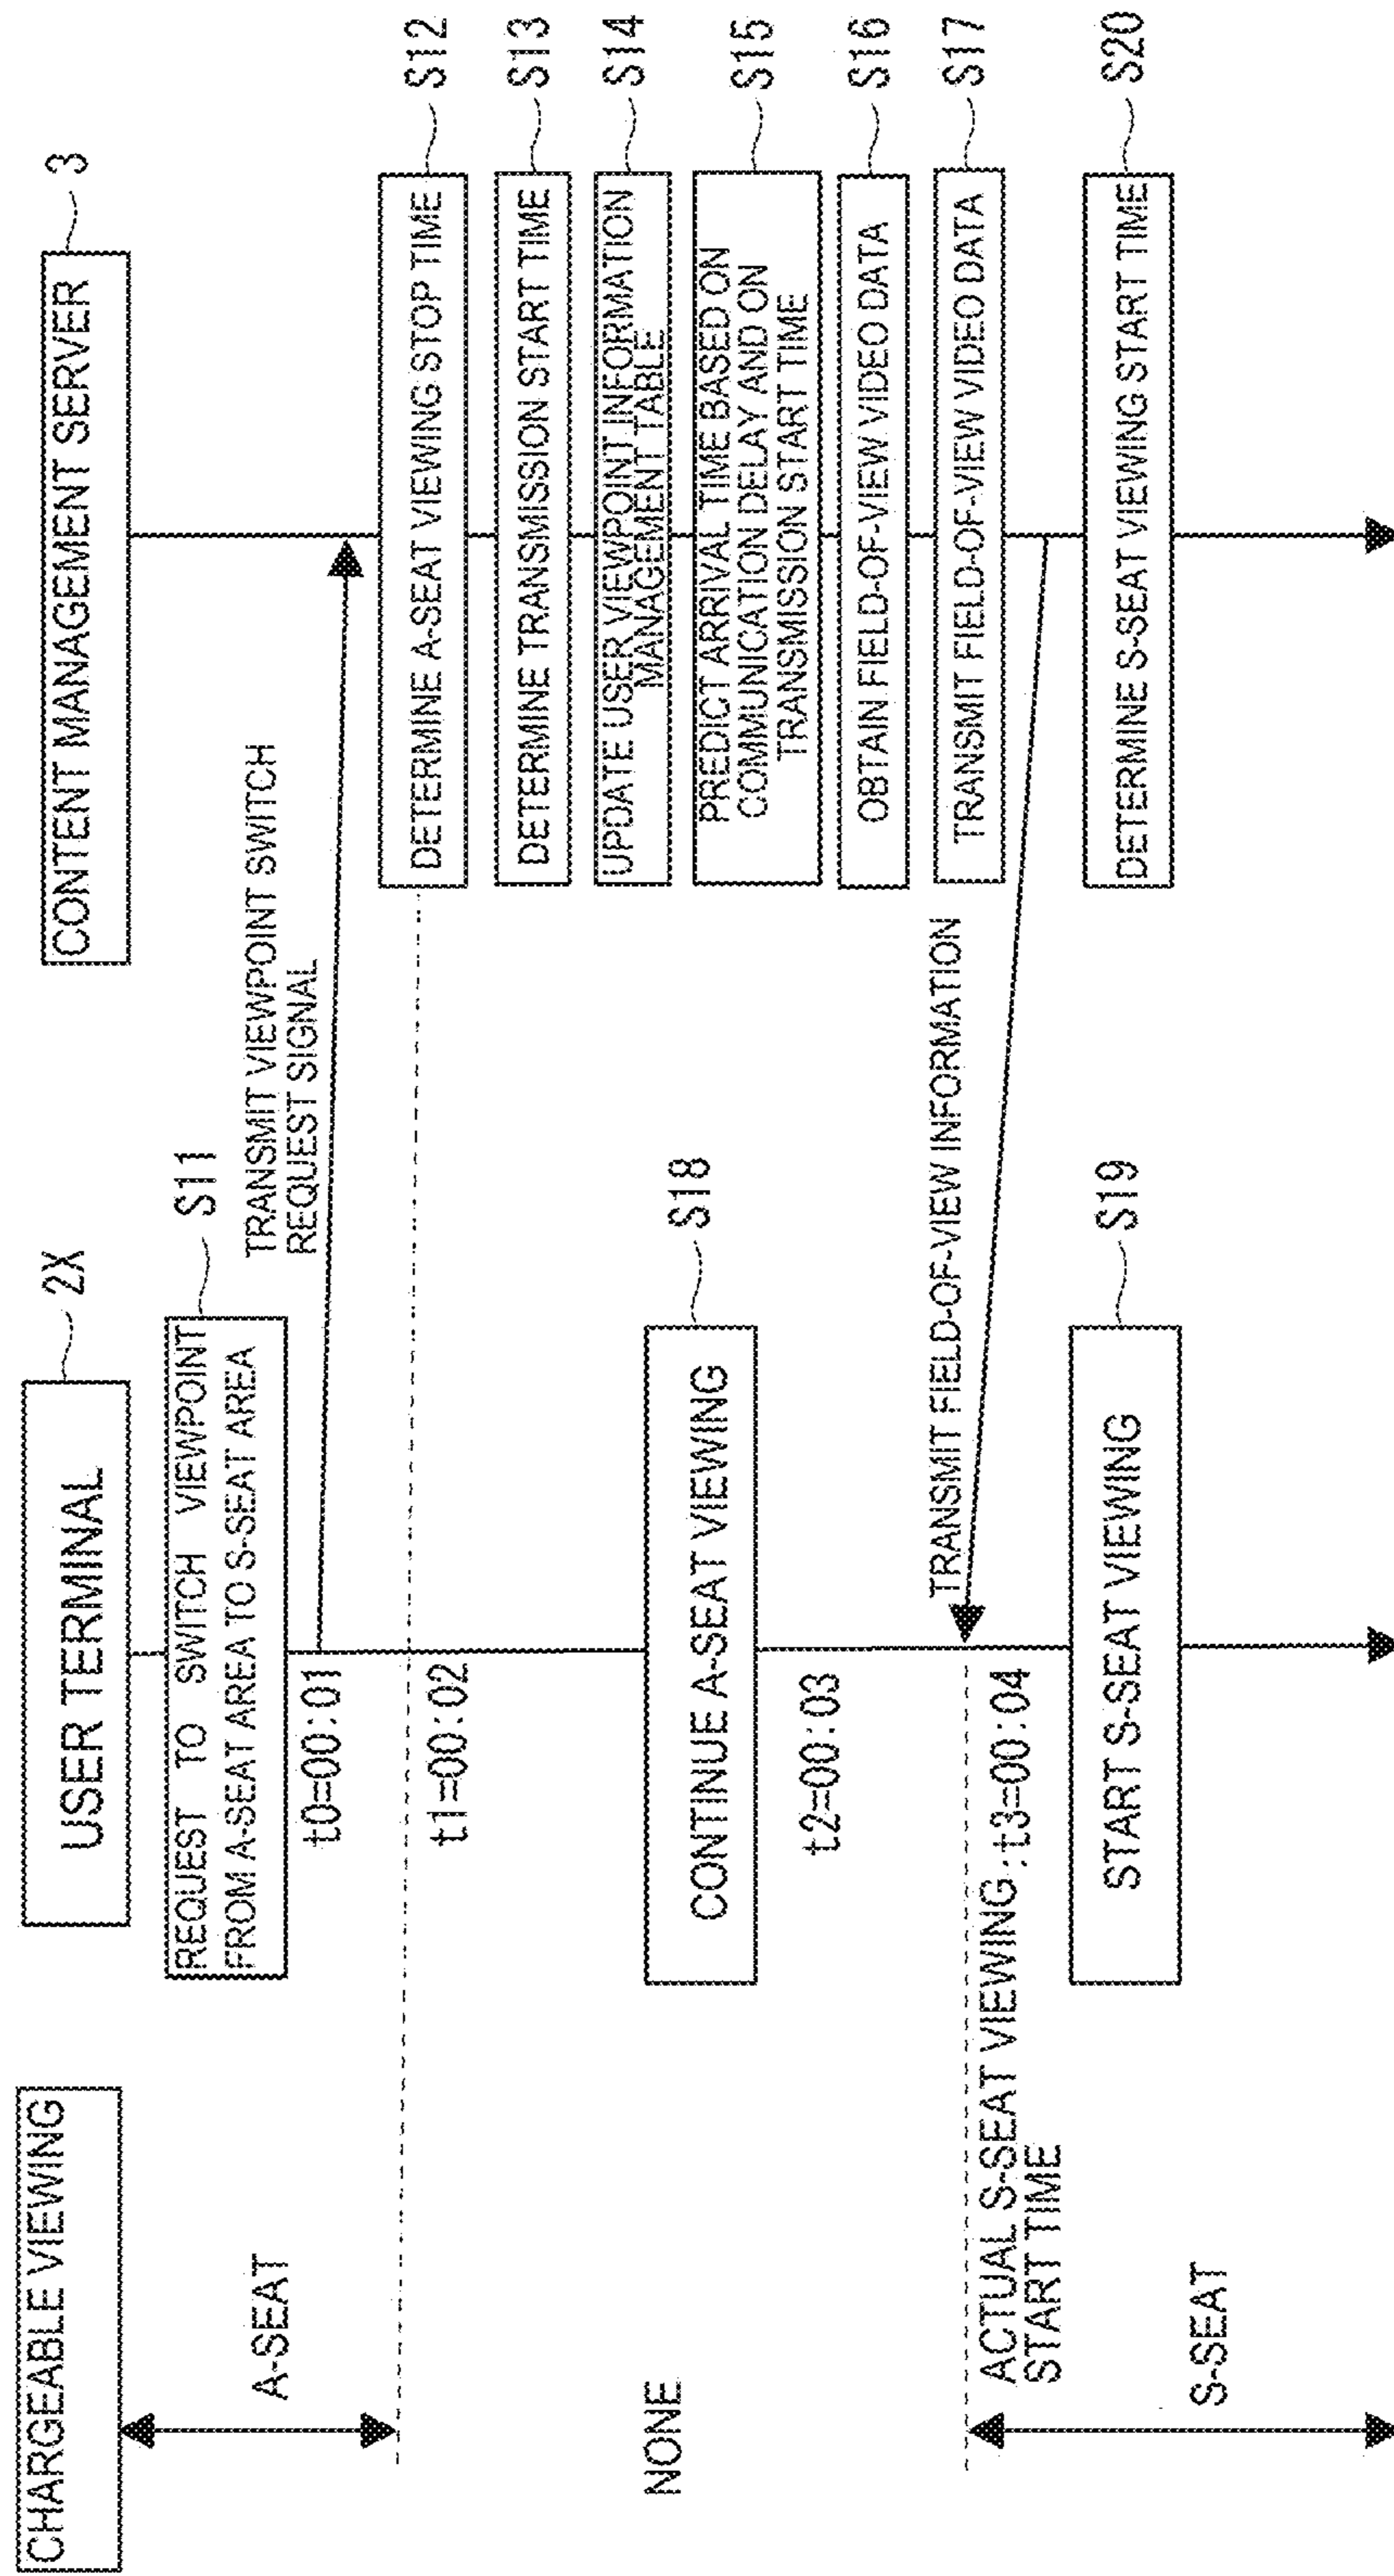 CHARGEABLE VIEWING
USER TERMINAL
2X
CONTENT MANAGEMENT SERVER
3
REQUEST TO SWITCH VIEWPOINT
FROM A-SEAT AREA TO S-SEAT AREA
S11
A-SEAT
t0=00:01
TRANSMIT VIEWPOINT SWITCH
REQUEST SIGNAL
t1=00:02
DETERMINE A-SEAT VIEWING STOP TIME
S12
DETERMINE TRANSMISSION START TIME
S13
UPDATE USER VIEWPOINT INFORMATION
MANAGEMENT TABLE
S14
NONE
CONTINUE A-SEAT VIEWING
S18
PREDICT ARRIVAL TIME BASED ON
COMMUNICATION DELAY AND ON
TRANSMISSION START TIME
S15
t2=00:03
OBTAIN FIELD-OF-VIEW VIDEO DATA
S16
TRANSMIT FIELD-OF-VIEW INFORMATION
TRANSMIT FIELD-OF-VIEW VIDEO DATA
S17
ACTUAL S-SEAT VIEWING :t3=00:04
START TIME
START S-SEAT VIEWING
S19
DETERMINE S-SEAT VIEWING START TIME
S20
S-SEAT